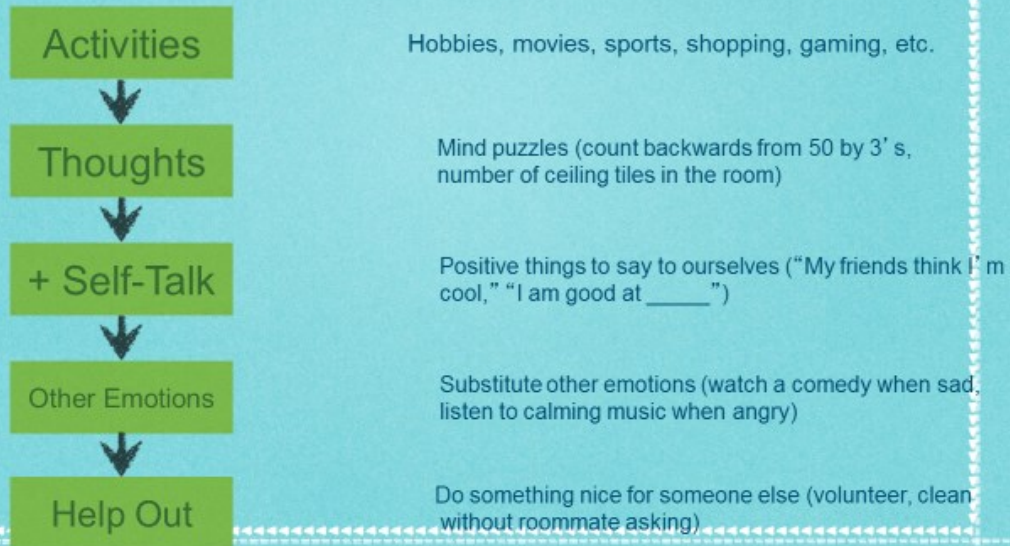 Activities
Hobbies, movies, sports, shopping, gaming, etc.
Thoughts
Mind puzzles (count backwards from 50 by 3’ s,
number of ceiling tiles in the room)
+ Self-Talk
Positive things to say to ourselves (“My friends think I’ m
cool,” “I am good at _____”)
Other Emotions
Substitute other emotions (watch a comedy when sad,
listen to calming music when angry)
Help Out
Do something nice for someone else (volunteer, clean
without roommate asking)